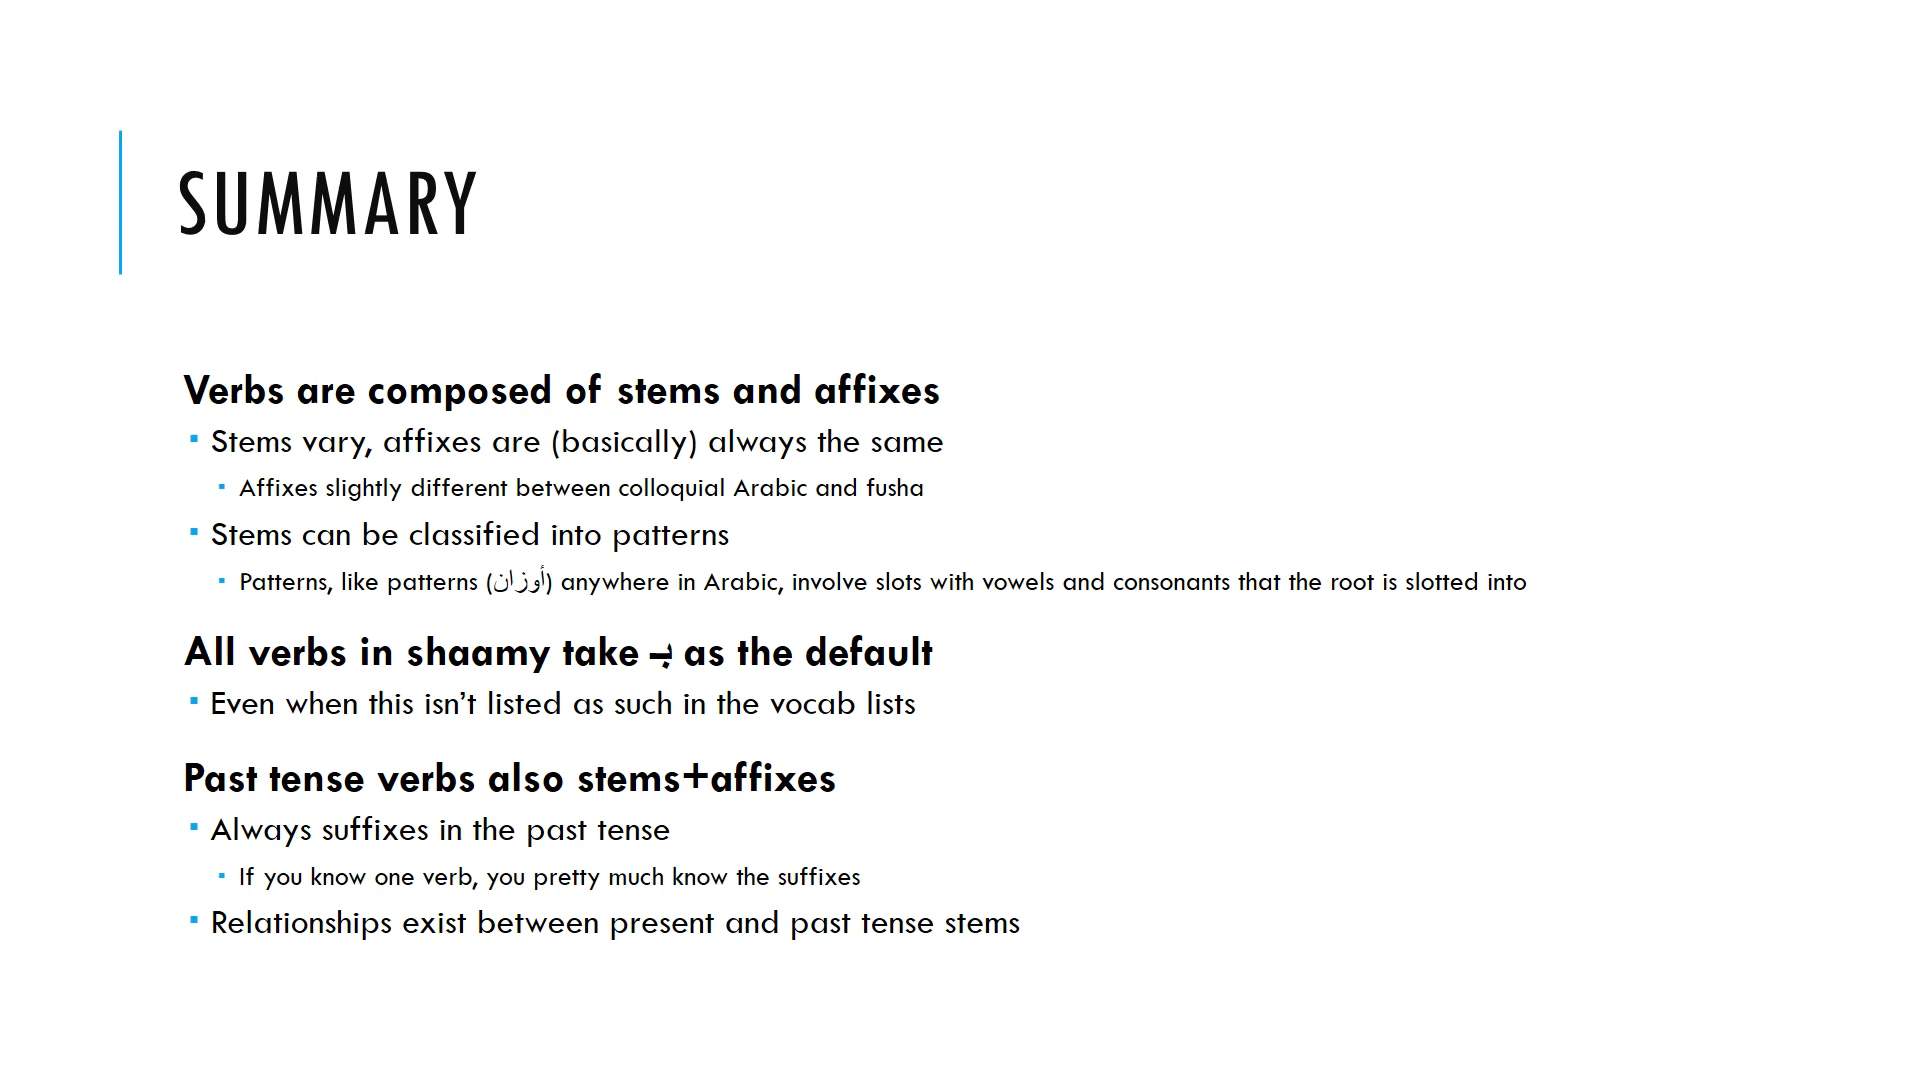 SUMMARY
Verbs are composed of stems and affixes
▪ Stems vary, affixes are (basically) always the same
▪ Affixes slightly different between colloquial Arabic and fusha
▪ Stems can be classified into patterns
▪ Patterns, like patterns (أوزان) anywhere in Arabic, involve slots with vowels and consonants that the root is slotted into
All verbs in shaamy take بـ as the default
▪ Even when this isn’t listed as such in the vocab lists
Past tense verbs also stems+affixes
▪ Always suffixes in the past tense
▪ If you know one verb, you pretty much know the suffixes
▪ Relationships exist between present and past tense stems